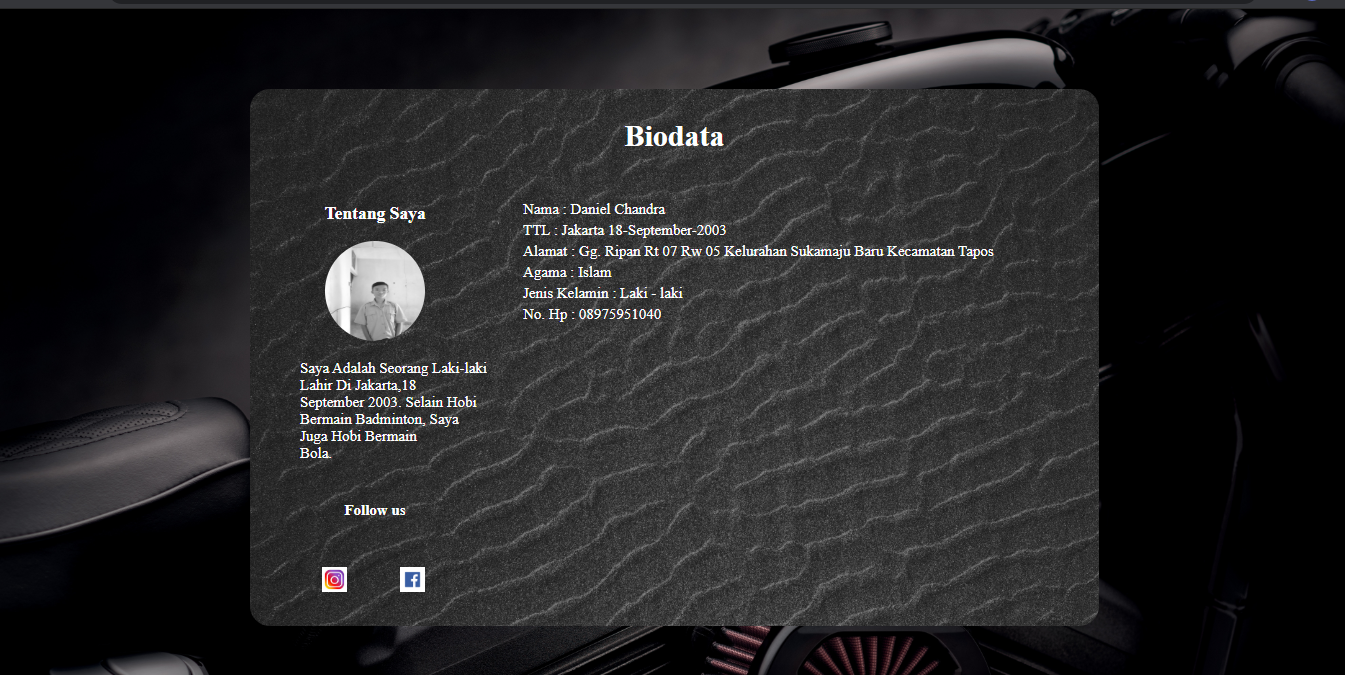 Biodata
Tentang Saya
Saya Adalah Seorang Laki-laki
Lahir Di Jakarta,18
September 2003. Selain Hobi
Bermain Badminton, Saya
Juga Hobi Bermain
Bola.
Follow us
Nama : Daniel Chandra
TTL : Jakarta 18-September-2003
Alamat : Gg. Ripan Rt 07 Rw 05 Kelurahan Sukamaju Baru Kecamatan Tapos
Agama : Islam
Jenis Kelamin : Laki - laki
No. Hp : 08975951040